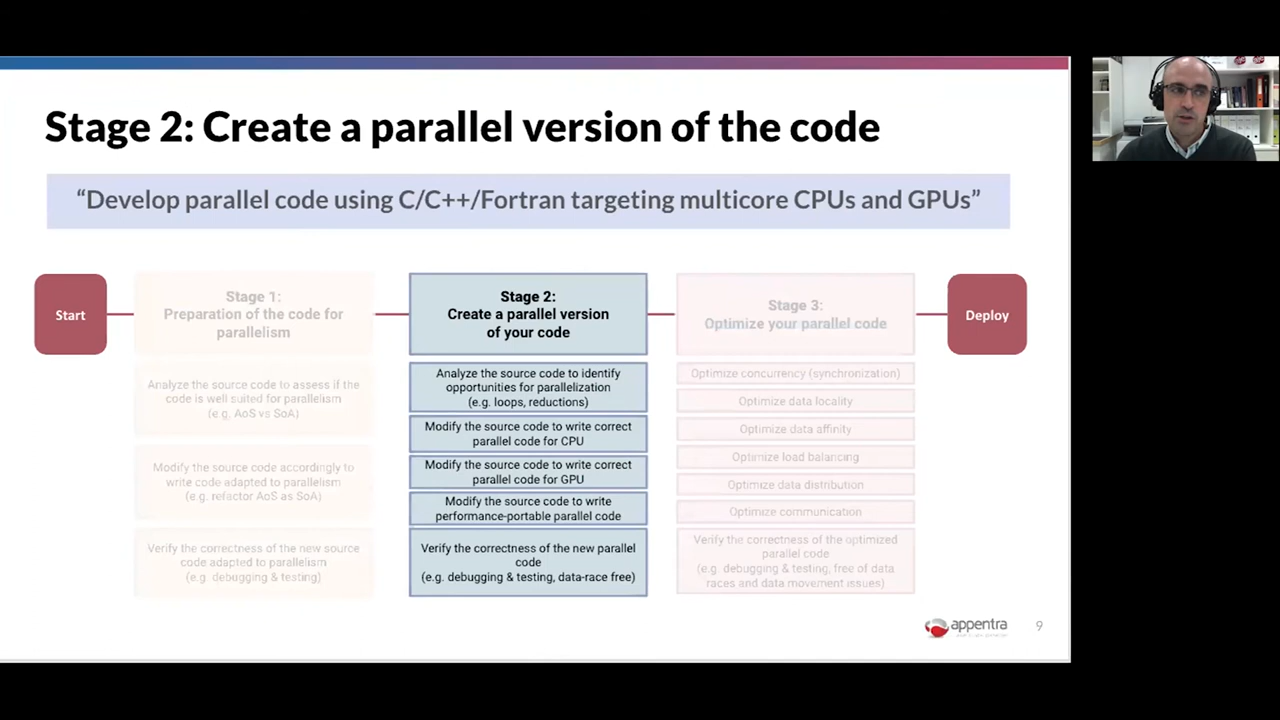 Stage 2: Create a parallel version of the code
“Develop parallel code using C/C++/Fortran targeting multicore CPUs and GPUs”
Start
Stage 1:
Preparation of the code for
parallelism
Analyze the source code to assess if the
code is well suited for parallelism
(e.g. AoS vs SoA)
Modify the source code accordingly to
write code adapted to parallelism
(e.g. refactor AoS as SoA)
Verify the correctness of the new source
code adapted to parallelism
(e.g. debugging & testing)
Stage 2:
Create a parallel version
of your code
Analyze the source code to identify
opportunities for parallelization
(e.g. loops, reductions)
Modify the source code to write correct
parallel code for CPU
Modify the source code to write correct
parallel code for GPU
Modify the source code to write
performance-portable parallel code
Verify the correctness of the new parallel
code
(e.g. debugging & testing, data-race free)
Stage 3:
Optimize your parallel code
Optimize concurrency (synchronization)
Optimize data locality
Optimize data affinity
Optimize load balancing
Optimize data distribution
Optimize communication
Verify the correctness of the optimized
parallel code
(e.g. debugging & testing, free of data
races and data movement issues)
Deploy
appentra
9